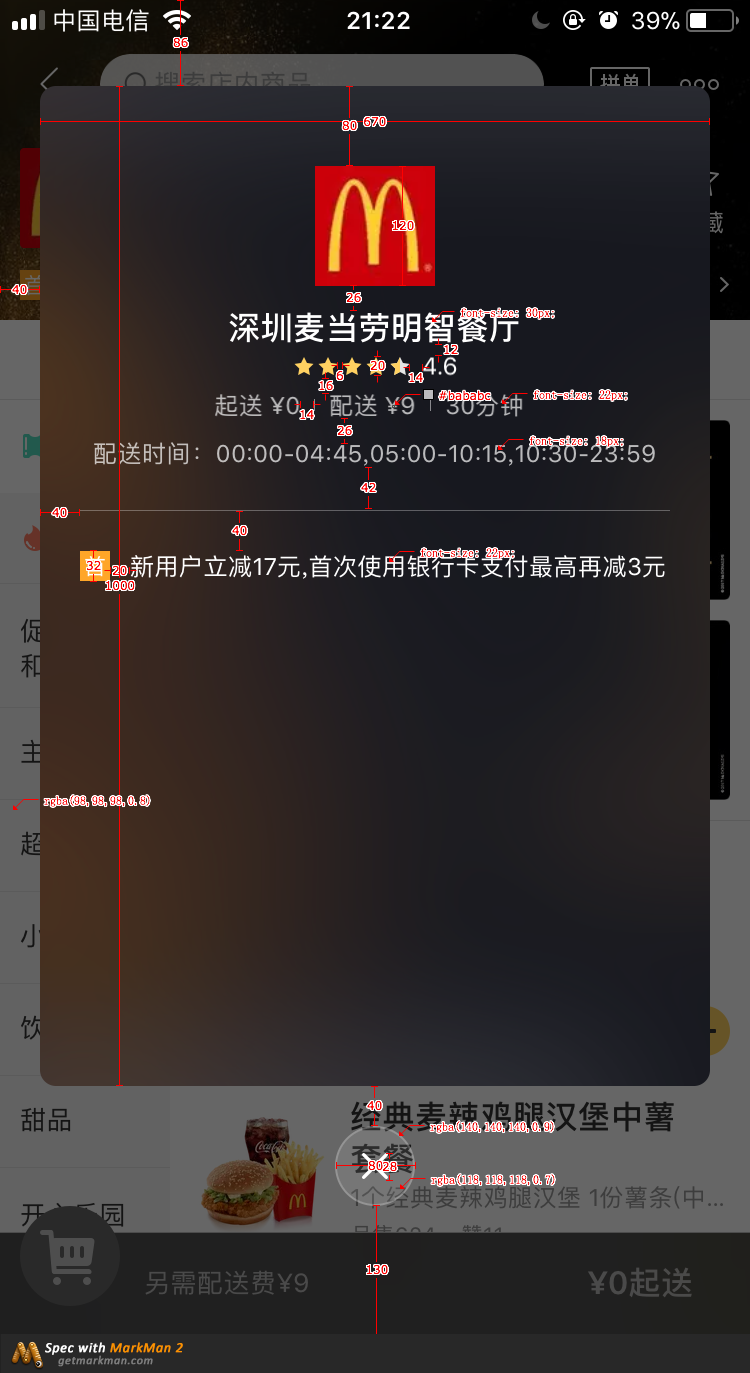 中国电信 21:22 39%
86
搜索店内商品 拼单
80 670
120
藏
40
26
font-size: 30px;
深圳麦当劳明智餐厅
12
6 20 4.6
16 14
#bababc font-size: 22px;
起送 ¥0 配送 ¥9 30分钟
14
26
font-size: 18px;
配送时间：00:00-04:45,05:00-10:15,10:30-23:59
42
40
40
font-size: 22px;
首 32 20 新用户立减17元,首次使用银行卡支付最高再减3元
1000
促
和
主
rgba(98,98,98,0.8)
超
小
饮
40
甜品
经典麦辣鸡腿汉堡中薯
rgba(140,140,140,0.9)
套餐
80 28
rgba(118,118,118,0.7)
1个经典麦辣鸡腿汉堡 1份薯条(中...
开心乐园
130
另需配送费¥9 ¥0起送
Spec with MarkMan 2
getmarkman.com